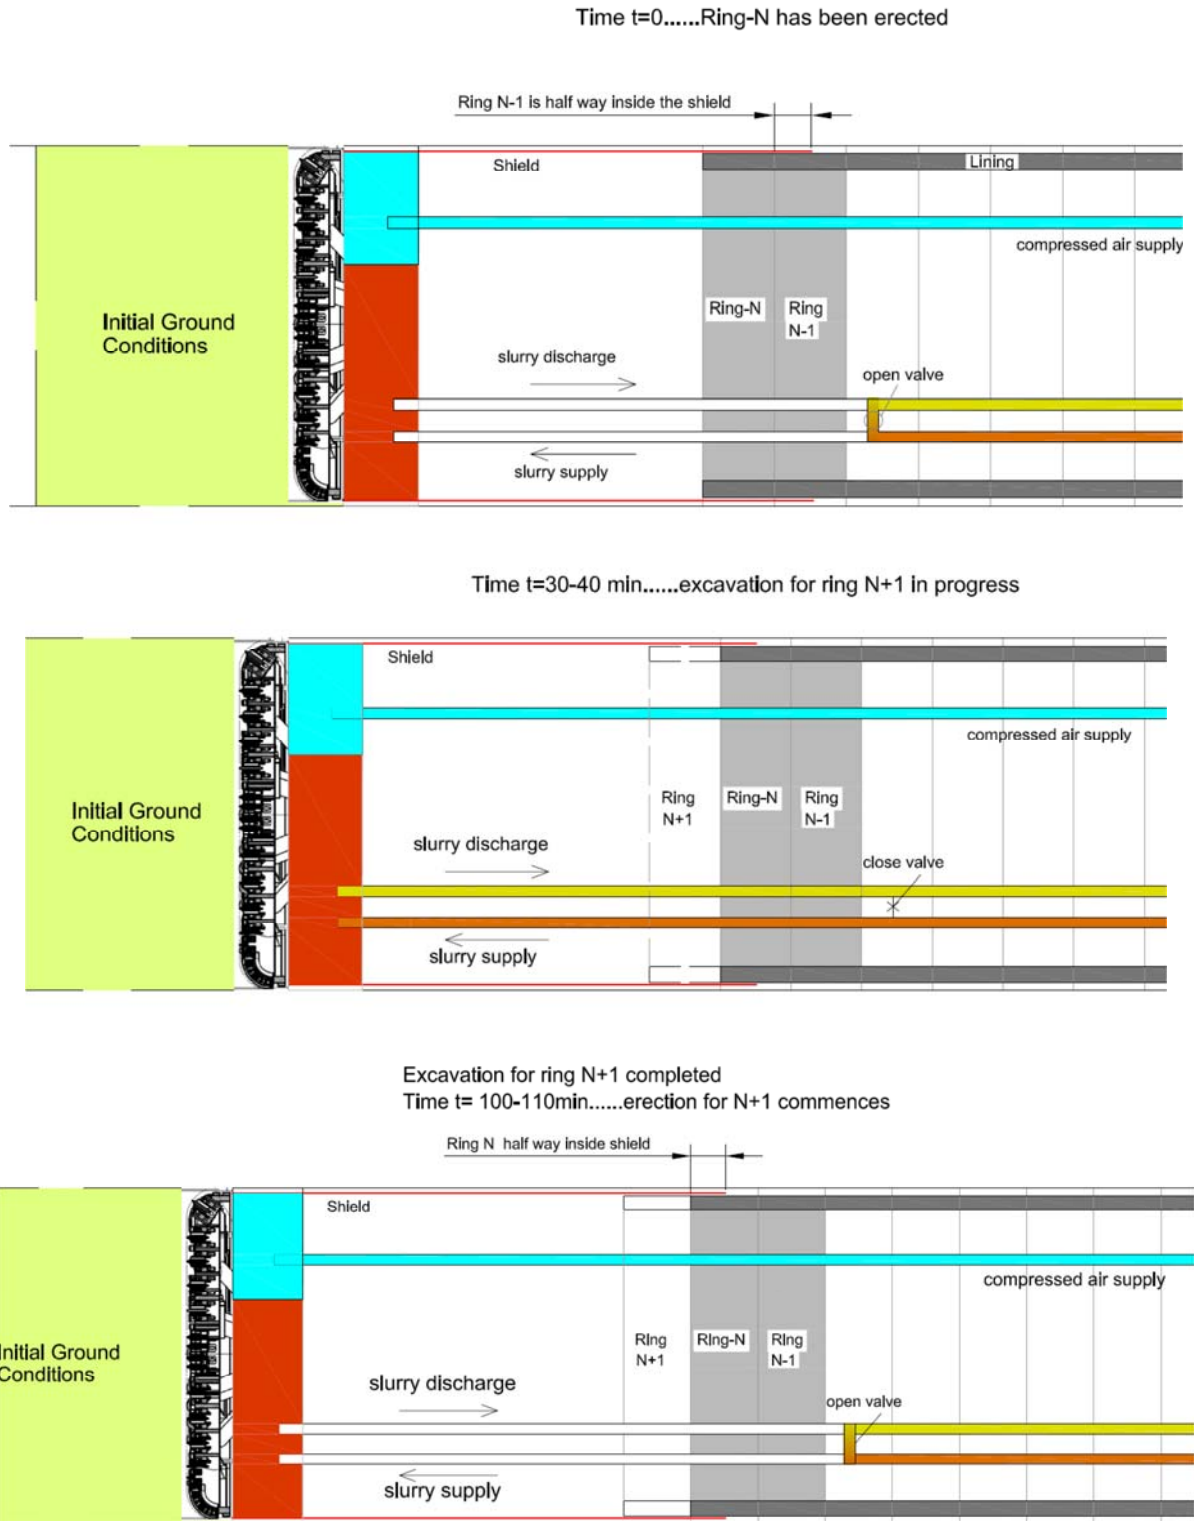 Time t=0......Ring-N has been erected
Ring N-1 is half way inside the shield
Shield
Lining
compressed air supply
Initial Ground
Conditions
Ring-N
Ring
N-1
slurry discharge
open valve
slurry supply
Time t=30-40 min......excavation for ring N+1 in progress
Shield
compressed air supply
Initial Ground
Conditions
Ring
N+1
Ring-N
Ring
N-1
slurry discharge
close valve
slurry supply
Excavation for ring N+1 completed
Time t= 100-110min......erection for N+1 commences
Ring N half way inside shield
Shield
compressed air supply
Initial Ground
Conditions
Ring
N+1
Ring-N
Ring
N-1
slurry discharge
open valve
slurry supply